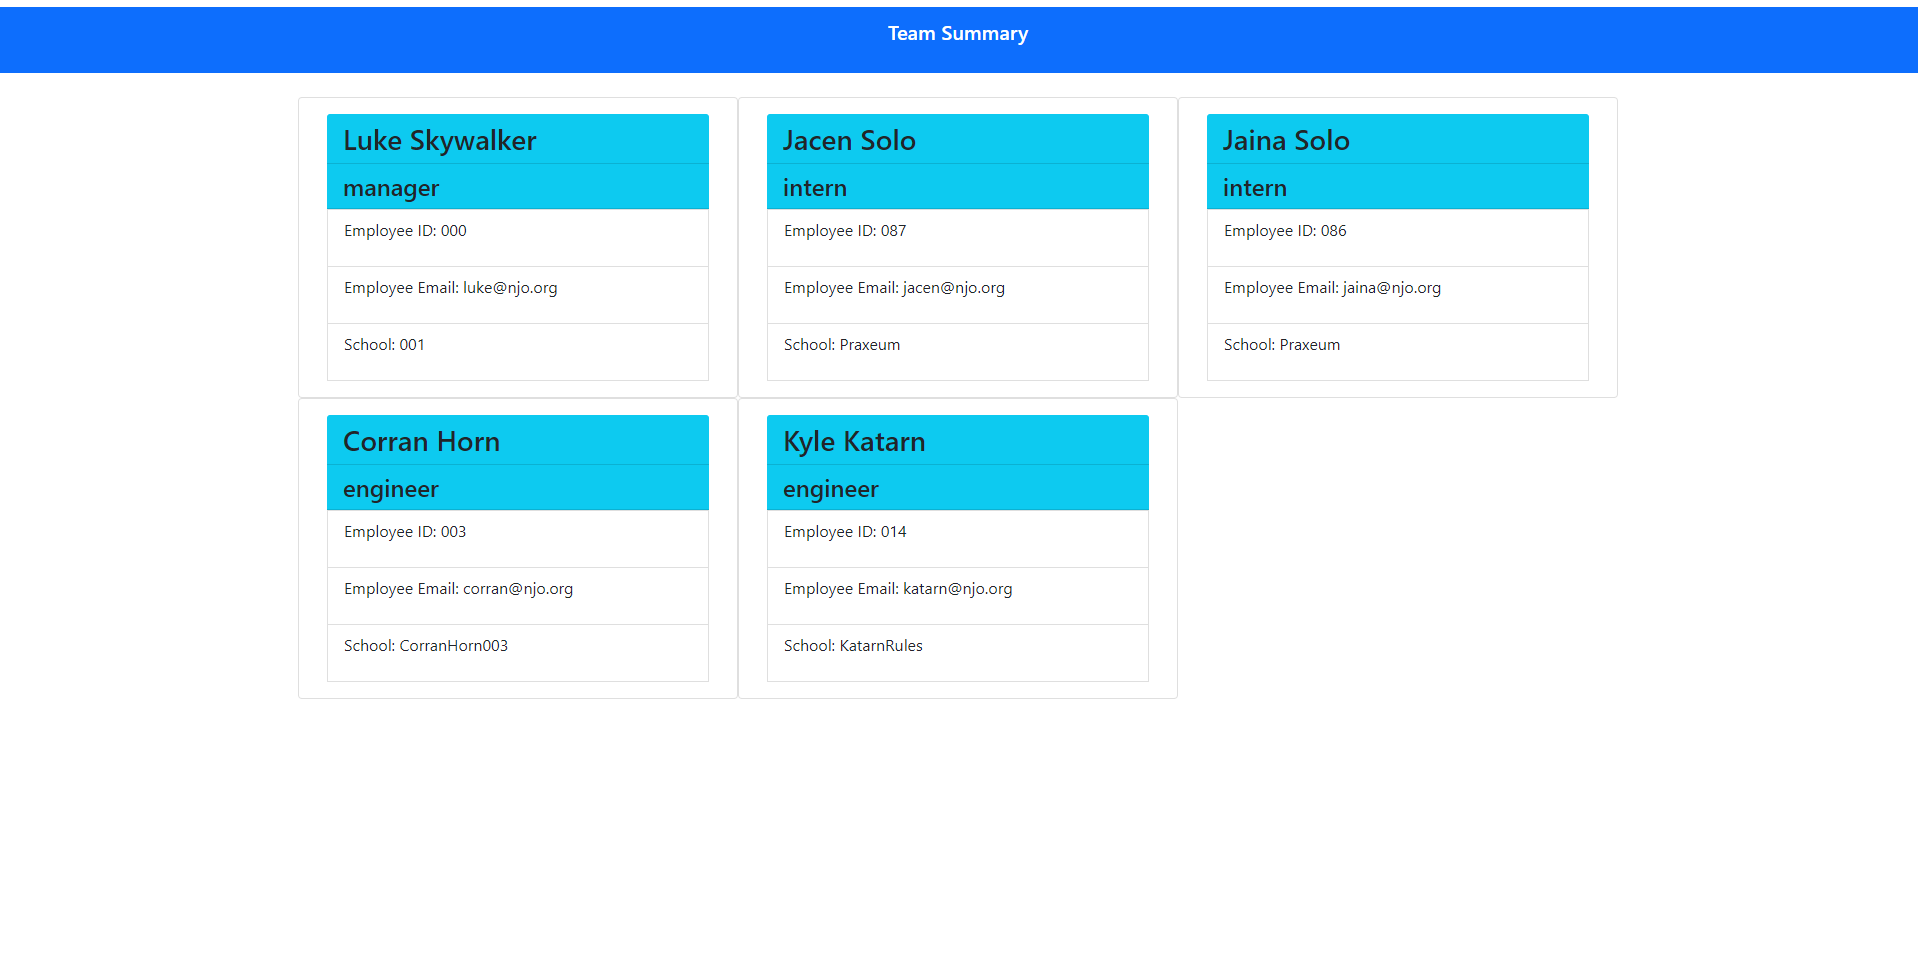 Team Summary
Luke Skywalker
manager
Employee ID: 000
Employee Email: luke@njo.org
School: 001
Jacen Solo
intern
Employee ID: 087
Employee Email: jacen@njo.org
School: Praxeum
Jaina Solo
intern
Employee ID: 086
Employee Email: jaina@njo.org
School: Praxeum
Corran Horn
engineer
Employee ID: 003
Employee Email: corran@njo.org
School: CorranHorn003
Kyle Katarn
engineer
Employee ID: 014
Employee Email: katarn@njo.org
School: KatarnRules